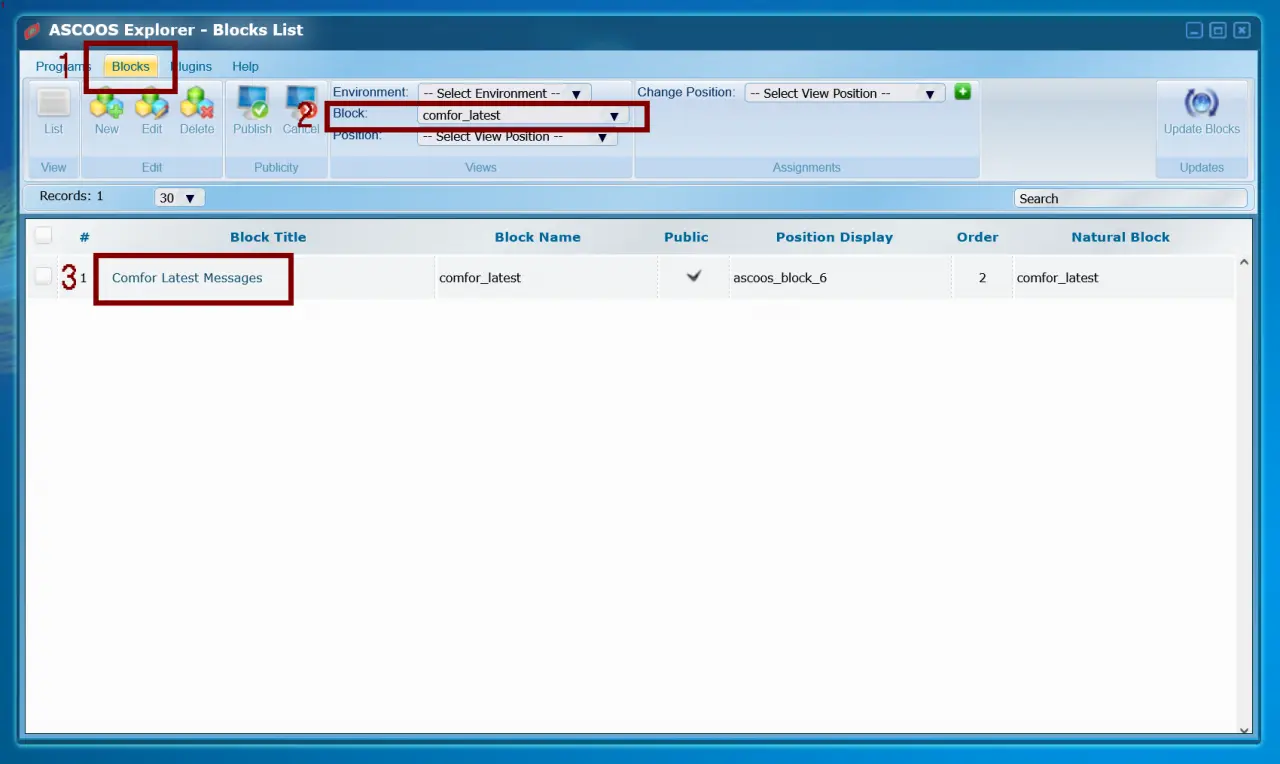 ASCOOS Explorer - Blocks List
1
Programs Blocks Plugins Help
List New Edit Delete Publish Cancel
2
Environment: -- Select Environment --
Block: comfor_latest
Position: -- Select View Position --
Change Position: -- Select View Position --
Update Blocks
View Edit Publicity Views Assignments Updates
Records: 1 30 Search
# Block Title Block Name Public Position Display Order Natural Block
3 1 Comfor Latest Messages comfor_latest ascoos_block_6 2 comfor_latest